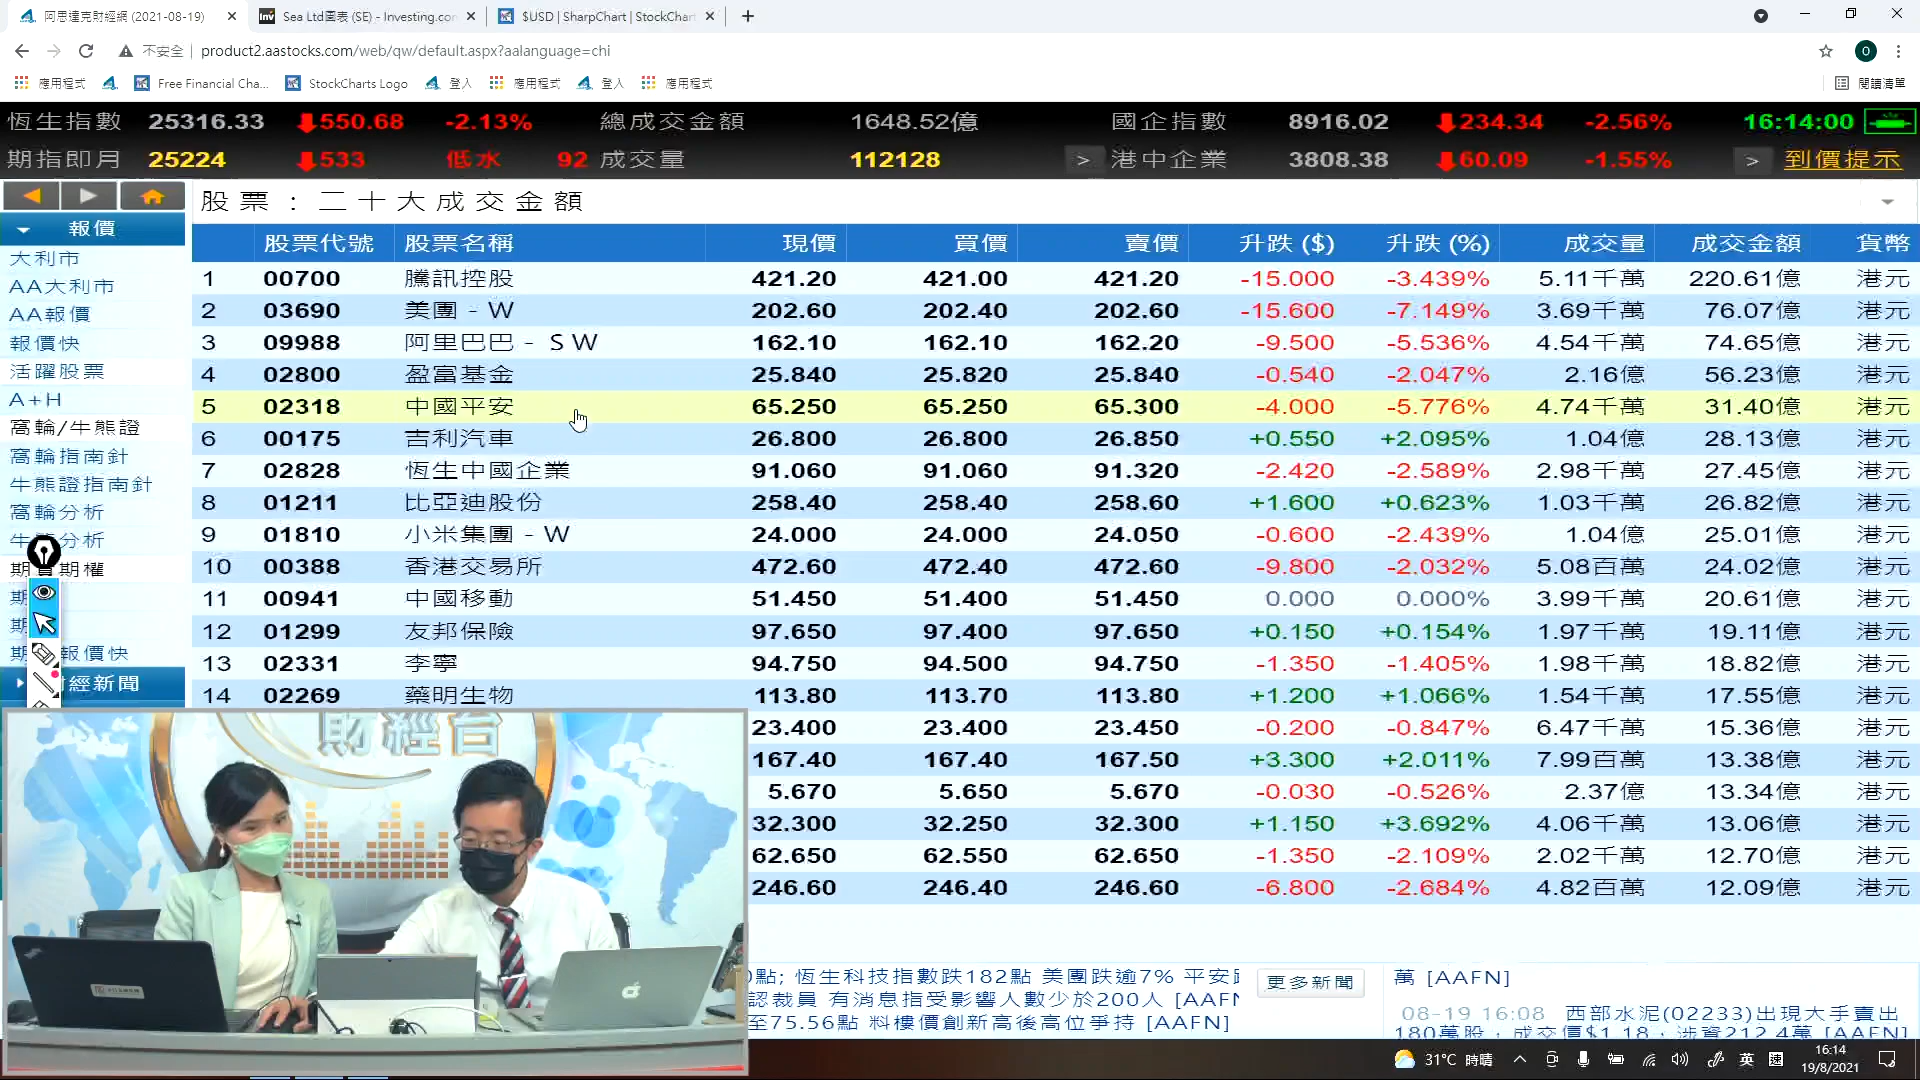 阿思達克財經網 (2021-08-19)
Sea Ltd圖表 (SE) - Investing.co
$USD | SharpChart | StockChar
不安全 | product2.aastocks.com/web/qw/default.aspx?aalanguage=chi
應用程式 Free Financial Cha... StockCharts Logo 登入 應用程式 登入 應用程式 閱讀清單
恆生指數 25316.33 550.68 -2.13% 總成交金額 1648.52億 國企指數 8916.02 234.34 -2.56% 16:14:00
期指即月 25224 533 低水 92 成交量 112128 > 港中企業 3808.38 60.09 -1.55% > 到價提示
股票：二十大成交金額
報價
大利市
AA大利市
AA報價
報價快
活躍股票
A+H
窩輪/牛熊證
窩輪指南針
牛熊證指南針
窩輪分析
分析
期權
報價快
經新聞
股票代號 股票名稱 現價 買價 賣價 升跌 ($) 升跌 (%) 成交量 成交金額 貨幣
1 00700 騰訊控股 421.20 421.00 421.20 -15.000 -3.439% 5.11千萬 220.61億 港元
2 03690 美團 - W 202.60 202.40 202.60 -15.600 -7.149% 3.69千萬 76.07億 港元
3 09988 阿里巴巴 - S W 162.10 162.10 162.20 -9.500 -5.536% 4.54千萬 74.65億 港元
4 02800 盈富基金 25.840 25.820 25.840 -0.540 -2.047% 2.16億 56.23億 港元
5 02318 中國平安 65.250 65.250 65.300 -4.000 -5.776% 4.74千萬 31.40億 港元
6 00175 吉利汽車 26.800 26.800 26.850 +0.550 +2.095% 1.04億 28.13億 港元
7 02828 恆生中國企業 91.060 91.060 91.320 -2.420 -2.589% 2.98千萬 27.45億 港元
8 01211 比亞迪股份 258.40 258.40 258.60 +1.600 +0.623% 1.03千萬 26.82億 港元
9 01810 小米集團 - W 24.000 24.000 24.050 -0.600 -2.439% 1.04億 25.01億 港元
10 00388 香港交易所 472.60 472.40 472.60 -9.800 -2.032% 5.08百萬 24.02億 港元
11 00941 中國移動 51.450 51.400 51.450 0.000 0.000% 3.99千萬 20.61億 港元
12 01299 友邦保險 97.650 97.400 97.650 +0.150 +0.154% 1.97千萬 19.11億 港元
13 02331 李寧 94.750 94.500 94.750 -1.350 -1.405% 1.98千萬 18.82億 港元
14 02269 藥明生物 113.80 113.70 113.80 +1.200 +1.066% 1.54千萬 17.55億 港元
23.400 23.400 23.450 -0.200 -0.847% 6.47千萬 15.36億 港元
167.40 167.40 167.50 +3.300 +2.011% 7.99百萬 13.38億 港元
5.670 5.650 5.670 -0.030 -0.526% 2.37億 13.34億 港元
32.300 32.250 32.300 +1.150 +3.692% 4.06千萬 13.06億 港元
62.650 62.550 62.650 -1.350 -2.109% 2.02千萬 12.70億 港元
246.60 246.40 246.60 -6.800 -2.684% 4.82百萬 12.09億 港元
財經台
0點; 恆生科技指數跌182點 美團跌逾7% 平安
認裁員 有消息指受影響人數少於200人 [AAFN
至75.56點 料樓價創新高後高位爭持 [AAFN]
更多新聞
萬 [AAFN]
08-19 16:08 西部水泥(02233)出現大手賣出
180萬股，成交價$1.18，涉資212.4萬 [AAFN]
31°C 時晴 英 16:14
19/8/2021